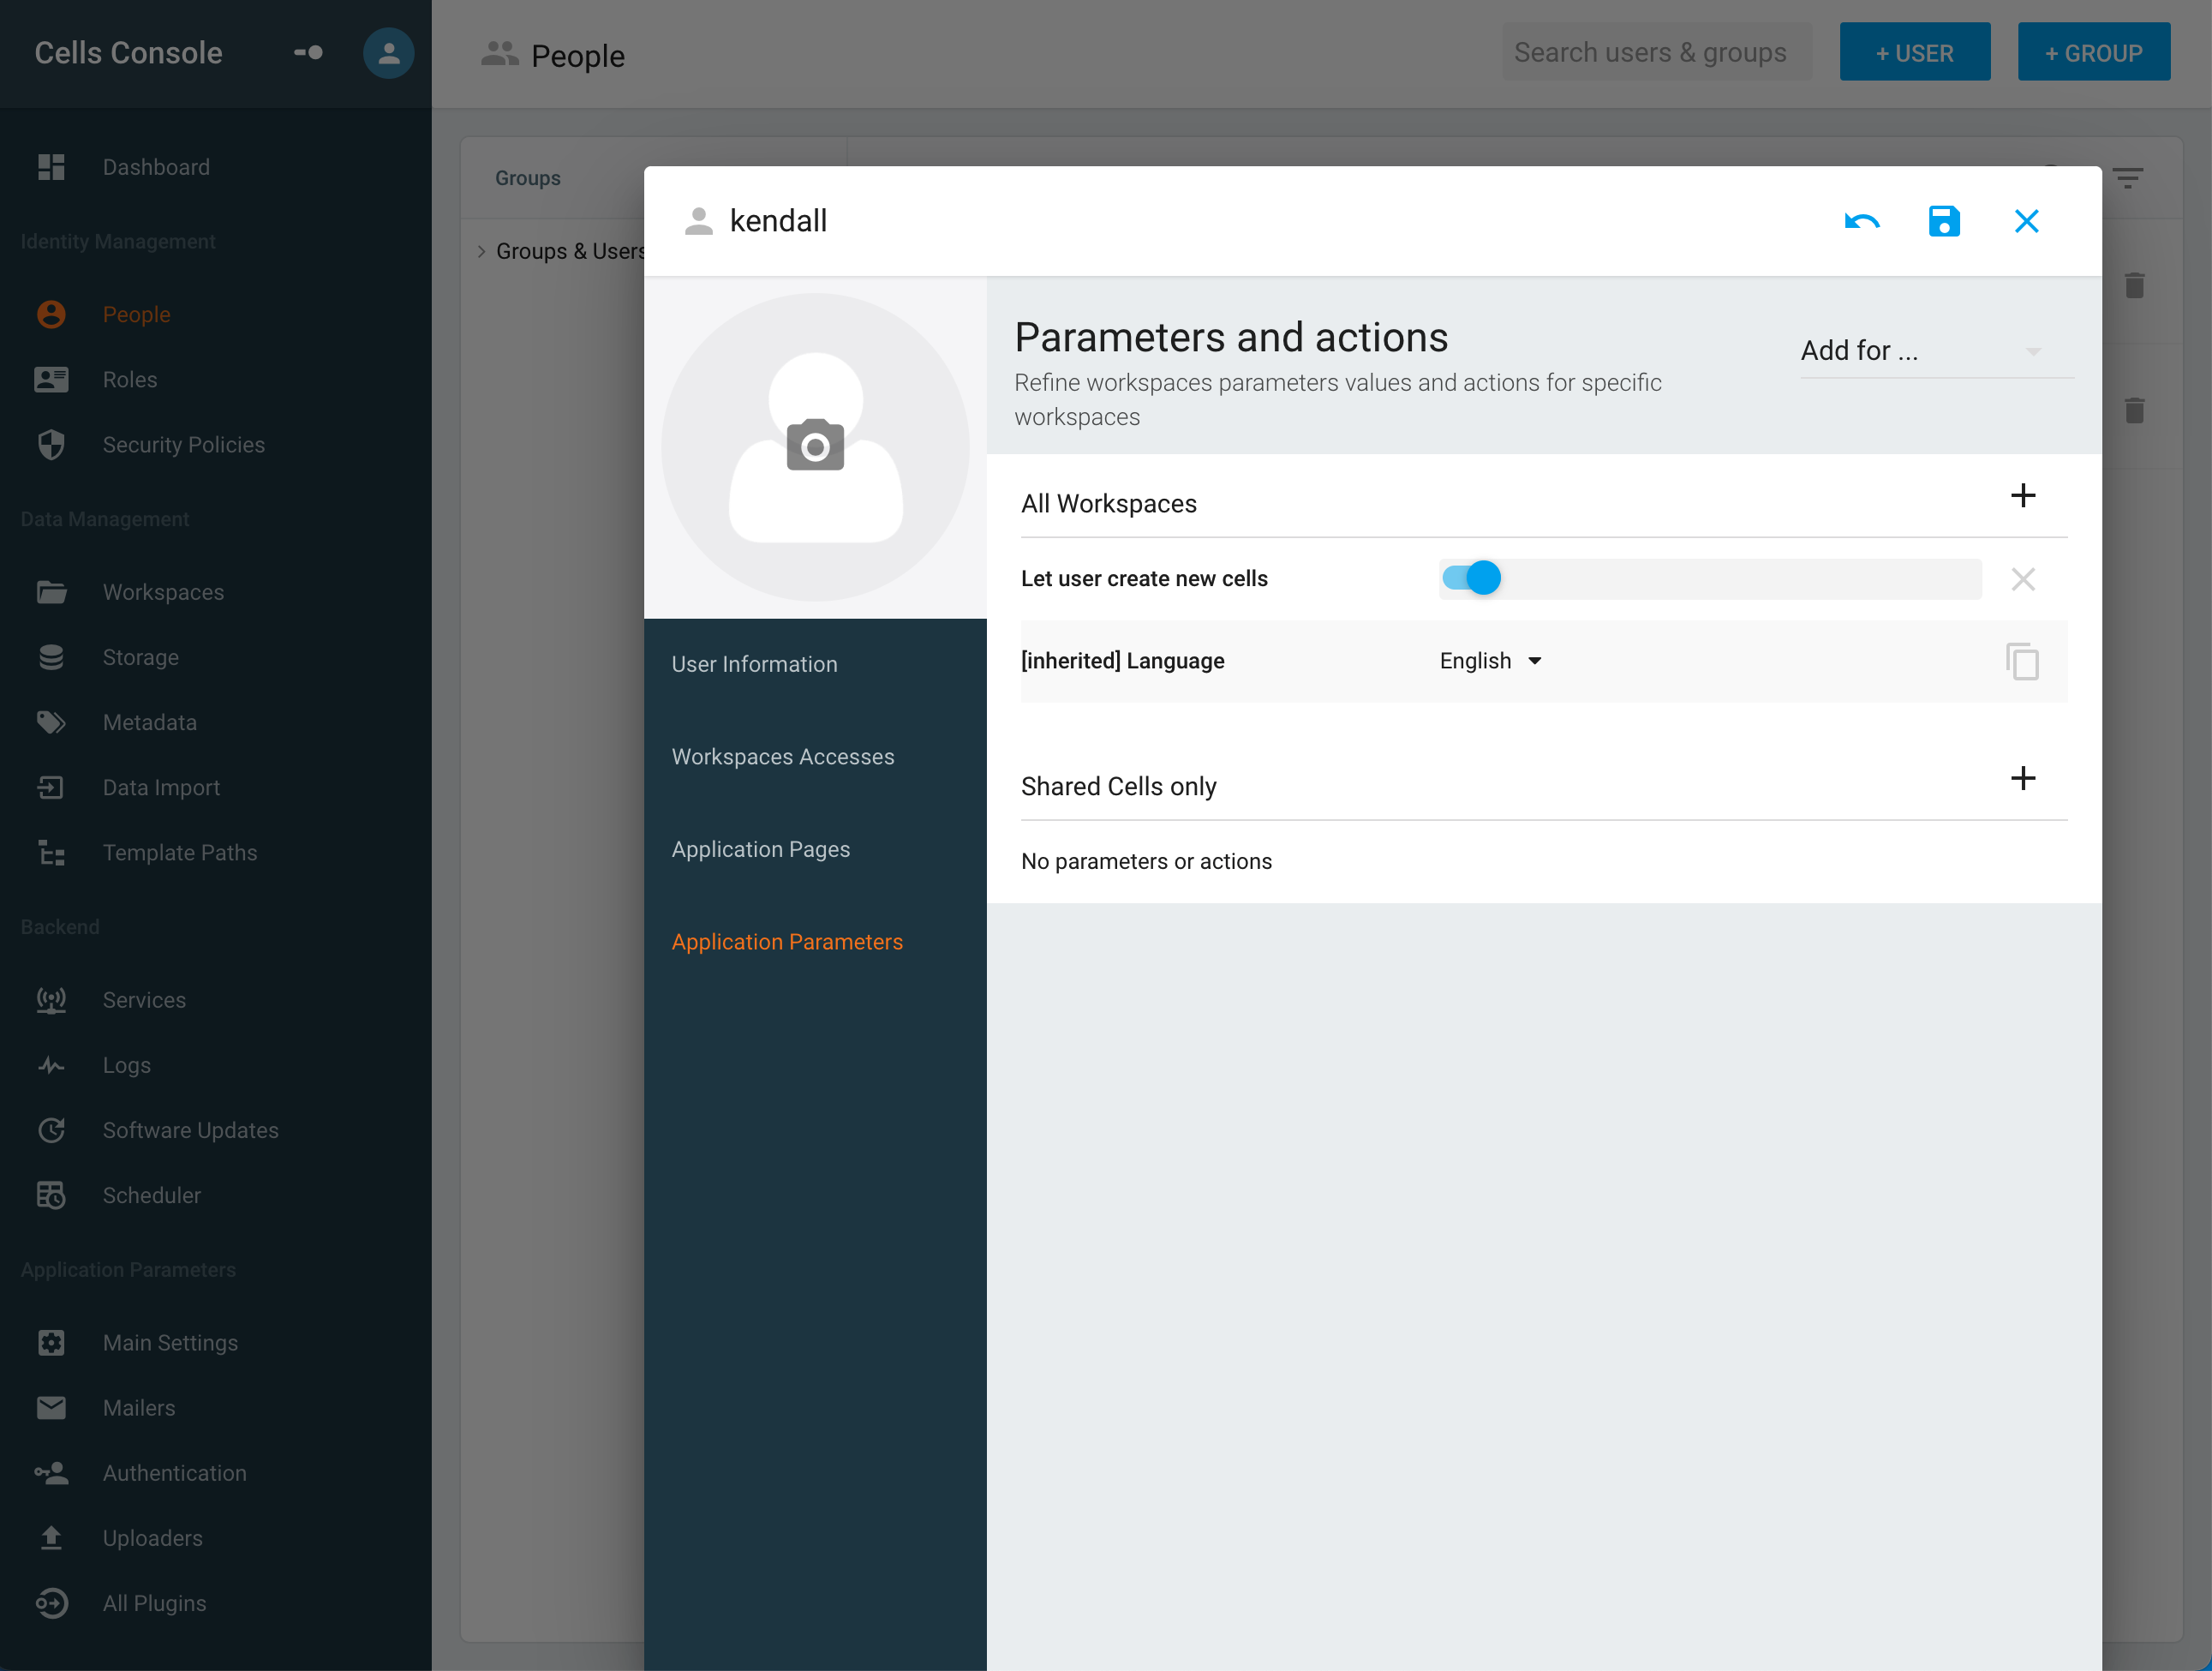 Cells Console
People
Search users & groups
+ USER
+ GROUP
Dashboard
Identity Management
People
Roles
Security Policies
Data Management
Workspaces
Storage
Metadata
Data Import
Template Paths
Backend
Services
Logs
Software Updates
Scheduler
Application Parameters
Main Settings
Mailers
Authentication
Uploaders
All Plugins
Groups
Groups & Users
kendall
User Information
Workspaces Accesses
Application Pages
Application Parameters
Parameters and actions
Refine workspaces parameters values and actions for specific
workspaces
Add for ...
All Workspaces
Let user create new cells
[inherited] Language
English
Shared Cells only
No parameters or actions